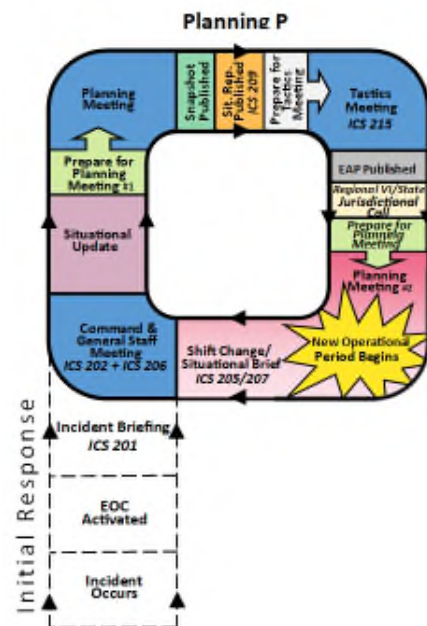 Planning P
Planning
Meeting
Snapshot
Published
Sit. Rep.
Published
ICS 209
Prepare for
Tactics
Meeting
Tactics
Meeting
ICS 215
EAP Published
Regional VI/State
Jurisdictional
Call
Prepare for
Planning
Meeting
Planning
Meeting #2
New Operational
Period Begins
Shift Change/
Situational Brief
ICS 205/207
Command &
General Staff
Meeting
ICS 202 + ICS 206
Situational
Update
Prepare for
Planning
Meeting #1
Incident Briefing
ICS 201
EOC
Activated
Incident
Occurs
Initial Response